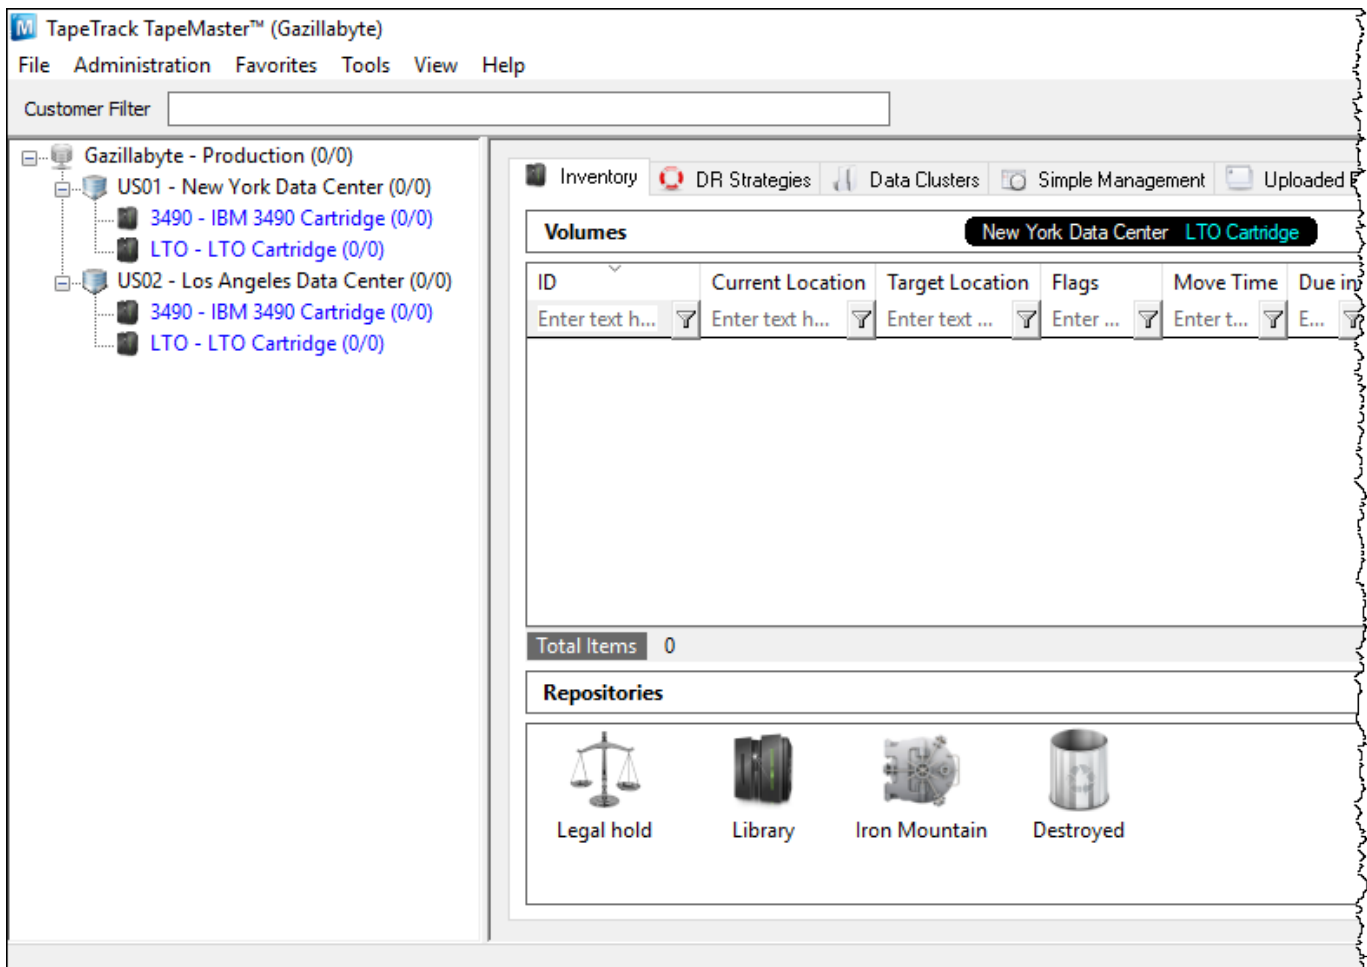 TapeTrack TapeMaster™ (Gazillabyte)
File Administration Favorites Tools View Help
Customer Filter
Gazillabyte - Production (0/0)
US01 - New York Data Center (0/0)
3490 - IBM 3490 Cartridge (0/0)
LTO - LTO Cartridge (0/0)
US02 - Los Angeles Data Center (0/0)
3490 - IBM 3490 Cartridge (0/0)
LTO - LTO Cartridge (0/0)
Inventory DR Strategies Data Clusters Simple Management Uploaded
Volumes New York Data Center LTO Cartridge
ID Current Location Target Location Flags Move Time Due in
Enter text h... Enter text h... Enter text ... Enter ... Enter t... E...
Total Items 0
Repositories
Legal hold Library Iron Mountain Destroyed